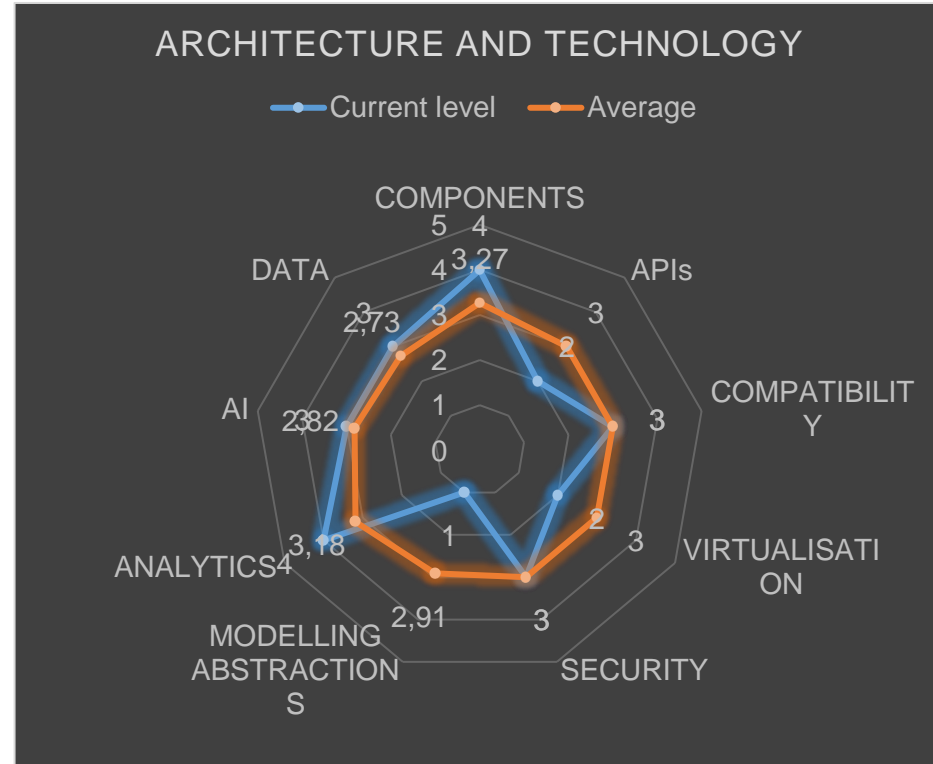 ARCHITECTURE AND TECHNOLOGY
Current level
Average
COMPONENTS
5
4
3,27
4
DATA
APIs
3
3
2,73
3
2
2
AI
COMPATIBILIT
Y
2,82
3
1
3
0
1
2
3
VIRTUALISATI
ON
3,18
4
ANALYTICS
2,91
3
MODELLING
ABSTRACTION
S
SECURITY